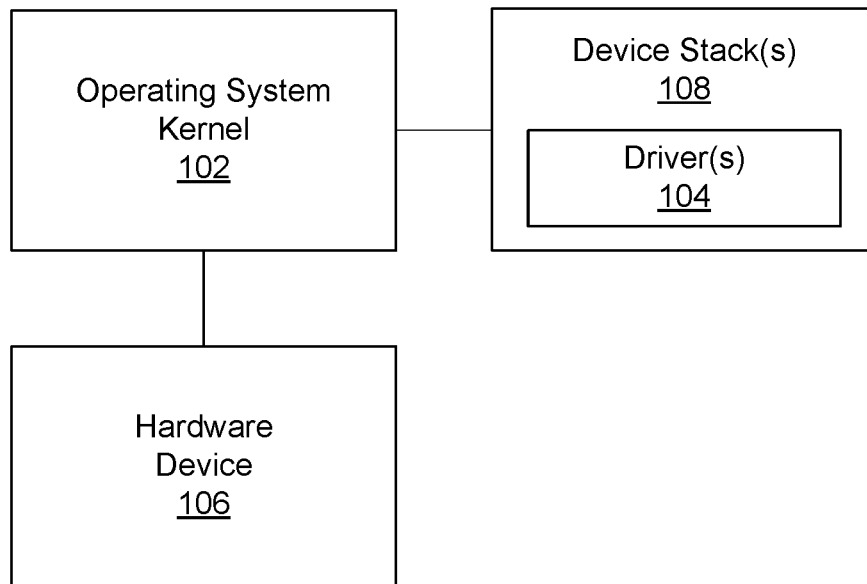 Operating System
Kernel
102
Device Stack(s)
108
Driver(s)
104
Hardware
Device
106